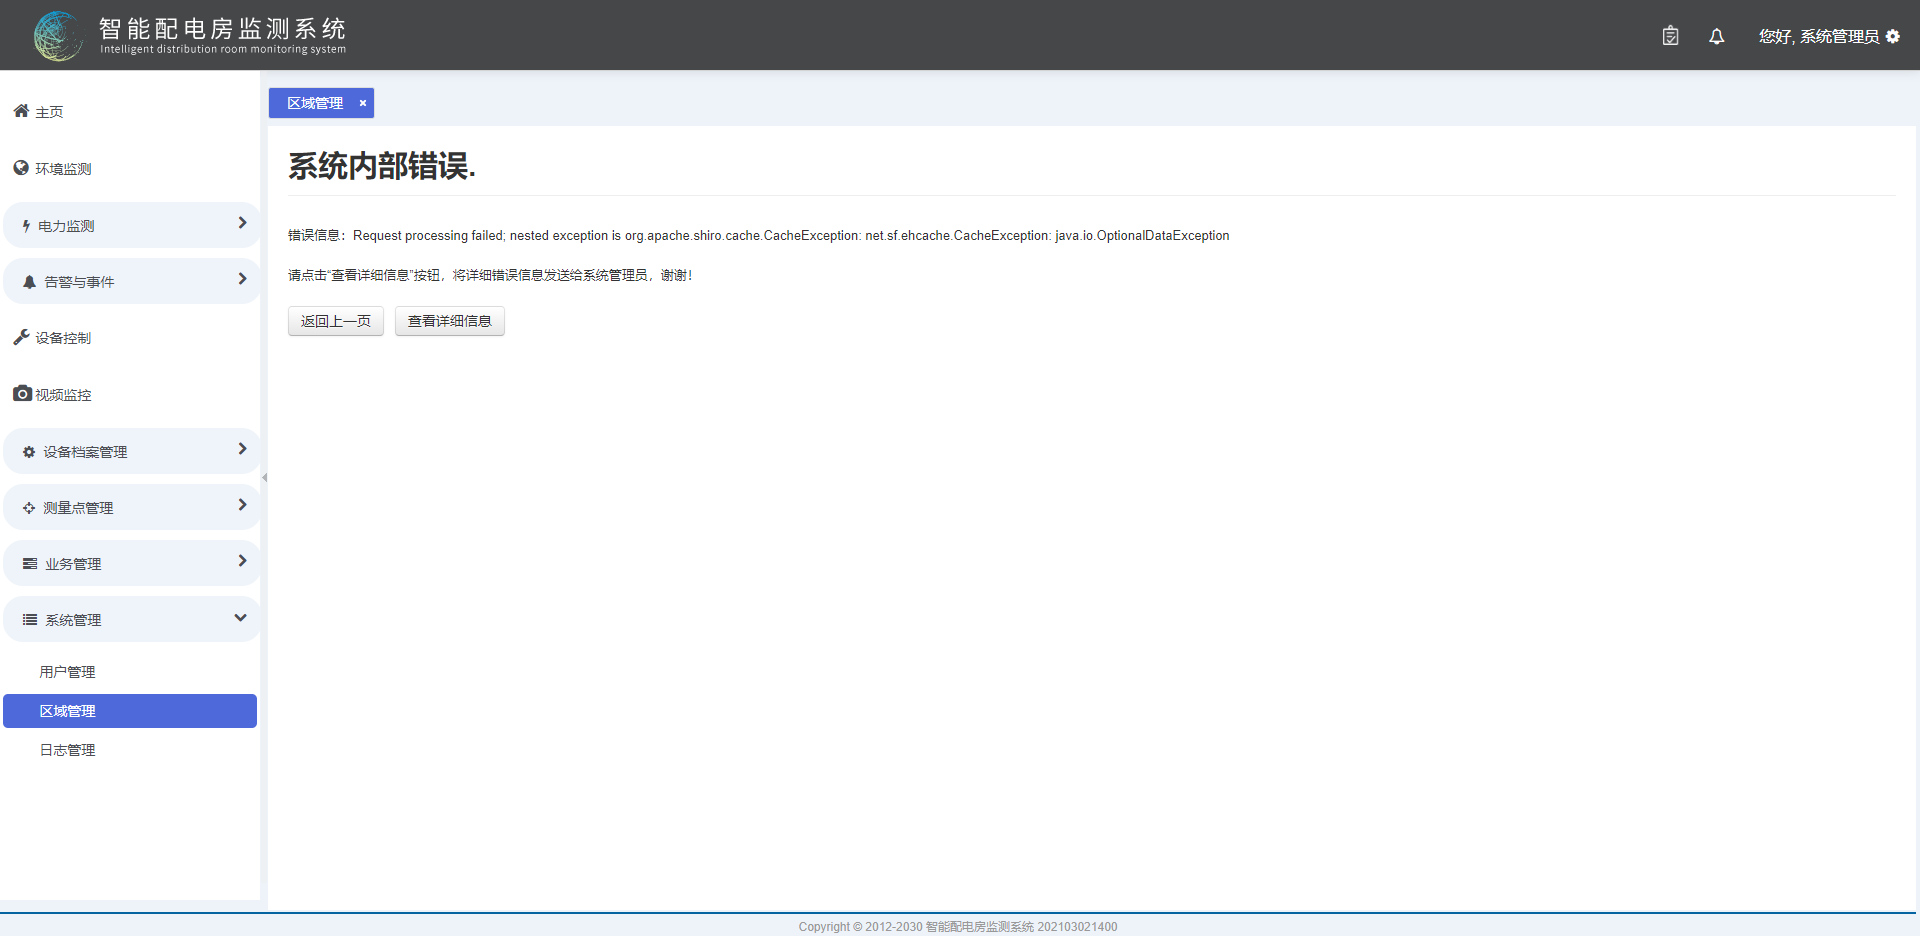 智能配电房监测系统
Intelligent distribution room monitoring system
您好, 系统管理员
主页
环境监测
电力监测
告警与事件
设备控制
视频监控
设备档案管理
测量点管理
业务管理
系统管理
用户管理
区域管理
日志管理
区域管理 ×
系统内部错误.
错误信息：Request processing failed; nested exception is org.apache.shiro.cache.CacheException: net.sf.ehcache.CacheException: java.io.OptionalDataException
请点击“查看详细信息”按钮，将详细错误信息发送给系统管理员，谢谢！
返回上一页 查看详细信息
Copyright © 2012-2030 智能配电房监测系统 202103021400